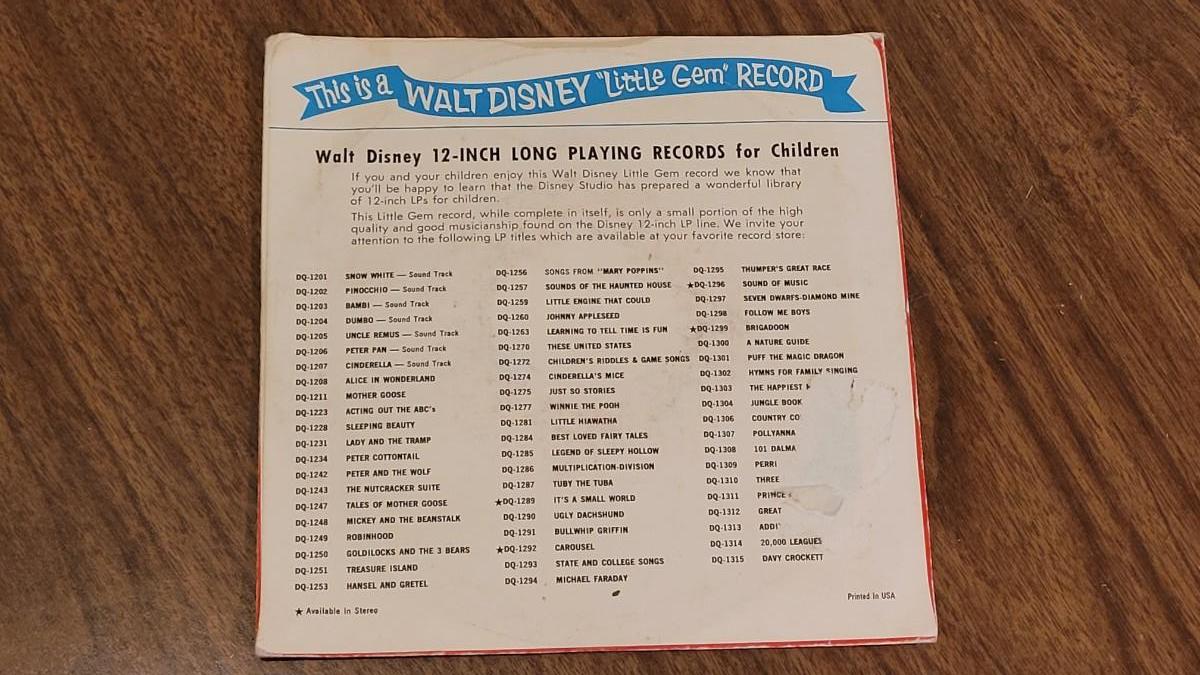 This is a WALT DISNEY "Little Gem" RECORD
Walt Disney 12-INCH LONG PLAYING RECORDS for Children
If you and your children enjoy this Walt Disney Little Gem record we know that
you'll be happy to learn that the Disney Studio has prepared a wonderful library
of 12-inch LPs for children.
This Little Gem record, while complete in itself, is only a small portion of the high
quality and good musicianship found on the Disney 12-inch LP line. We invite your
attention to the following LP titles which are available at your favorite record store:
DQ-1201 SNOW WHITE — Sound Track
DQ-1202 PINOCCHIO — Sound Track
DQ-1203 BAMBI — Sound Track
DQ-1204 DUMBO — Sound Track
DQ-1205 UNCLE REMUS — Sound Track
DQ-1206 PETER PAN — Sound Track
DQ-1207 CINDERELLA — Sound Track
DQ-1208 ALICE IN WONDERLAND
DQ-1211 MOTHER GOOSE
DQ-1223 ACTING OUT THE ABC's
DQ-1228 SLEEPING BEAUTY
DQ-1231 LADY AND THE TRAMP
DQ-1234 PETER COTTONTAIL
DQ-1242 PETER AND THE WOLF
DQ-1243 THE NUTCRACKER SUITE
DQ-1247 TALES OF MOTHER GOOSE
DQ-1248 MICKEY AND THE BEANSTALK
DQ-1249 ROBINHOOD
DQ-1250 GOLDILOCKS AND THE 3 BEARS
DQ-1251 TREASURE ISLAND
DQ-1253 HANSEL AND GRETEL
★ Available in Stereo
DQ-1256 SONGS FROM "MARY POPPINS"
DQ-1257 SOUNDS OF THE HAUNTED HOUSE
DQ-1259 LITTLE ENGINE THAT COULD
DQ-1260 JOHNNY APPLESEED
DQ-1263 LEARNING TO TELL TIME IS FUN
DQ-1270 THESE UNITED STATES
DQ-1272 CHILDREN'S RIDDLES & GAME SONGS
DQ-1274 CINDERELLA'S MICE
DQ-1275 JUST SO STORIES
DQ-1277 WINNIE THE POOH
DQ-1281 LITTLE HIAWATHA
DQ-1284 BEST LOVED FAIRY TALES
DQ-1285 LEGEND OF SLEEPY HOLLOW
DQ-1286 MULTIPLICATION-DIVISION
DQ-1287 TUBY THE TUBA
★DQ-1289 IT'S A SMALL WORLD
DQ-1290 UGLY DACHSHUND
DQ-1291 BULLWHIP GRIFFIN
★DQ-1292 CAROUSEL
DQ-1293 STATE AND COLLEGE SONGS
DQ-1294 MICHAEL FARADAY
DQ-1295 THUMPER'S GREAT RACE
★DQ-1296 SOUND OF MUSIC
DQ-1297 SEVEN DWARFS-DIAMOND MINE
DQ-1298 FOLLOW ME BOYS
★DQ-1299 BRIGADOON
DQ-1300 A NATURE GUIDE
DQ-1301 PUFF THE MAGIC DRAGON
DQ-1302 HYMNS FOR FAMILY SINGING
DQ-1303 THE HAPPIEST
DQ-1304 JUNGLE BOOK
DQ-1306 COUNTRY
DQ-1307 POLLYANNA
DQ-1308 101
DQ-1309 PERRI
DQ-1310 THREE
DQ-1311 PRINCE
DQ-1312 GREAT
DQ-1313
DQ-1314 20,000 LEAGUES
DQ-1315 DAVY CROCKETT
Printed in USA